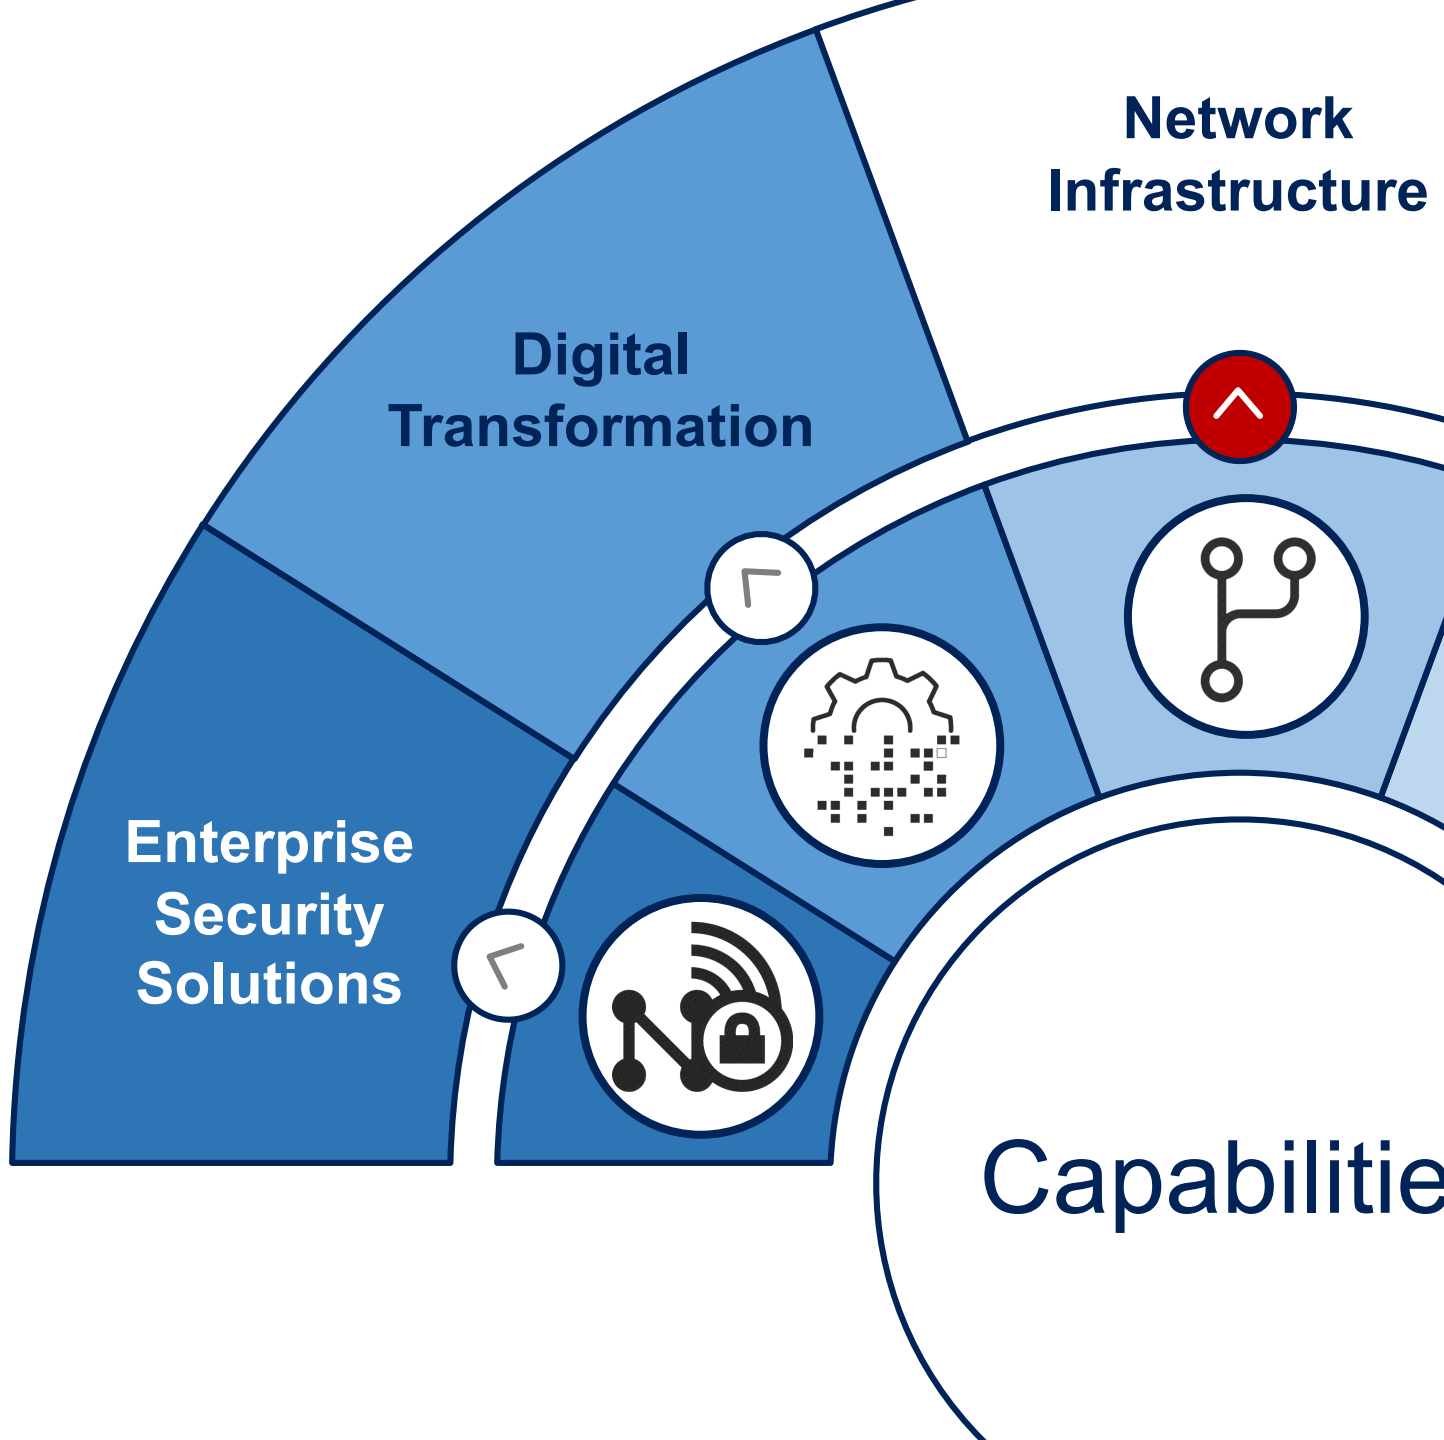 Network
Infrastructure
Digital
Transformation
Enterprise
Security
Solutions
Capabilitie